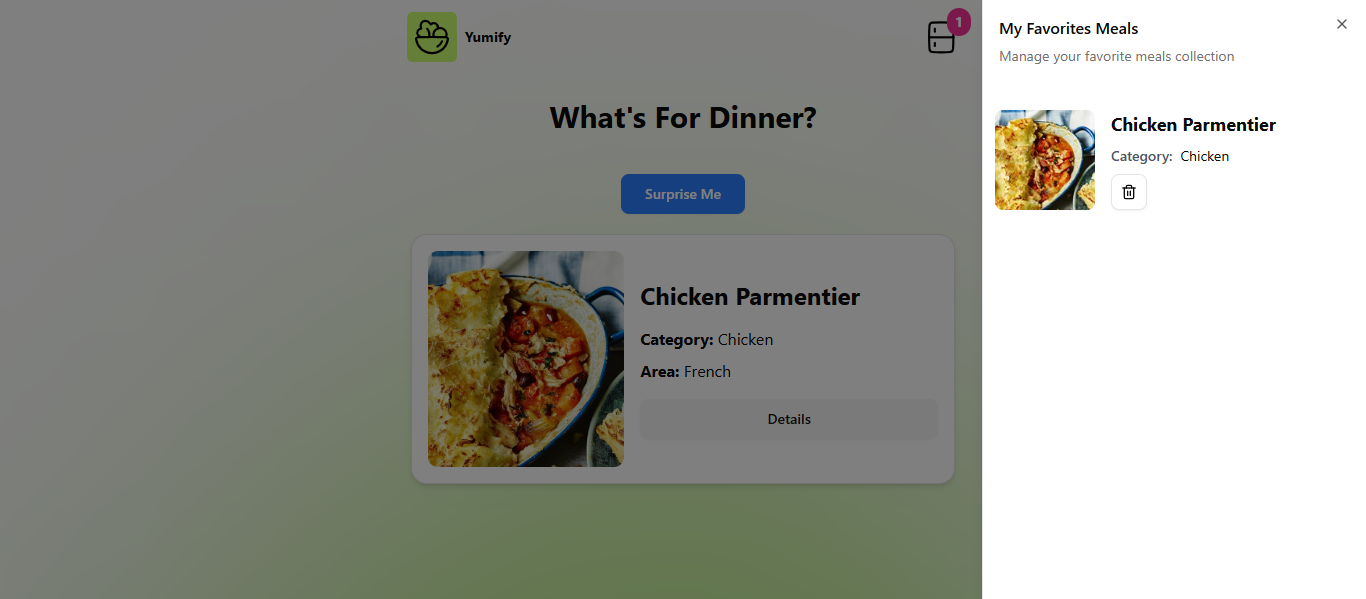 Yumify
1
What's For Dinner?
Surprise Me
Chicken Parmentier
Category: Chicken
Area: French
Details
My Favorites Meals
Manage your favorite meals collection
Chicken Parmentier
Category: Chicken